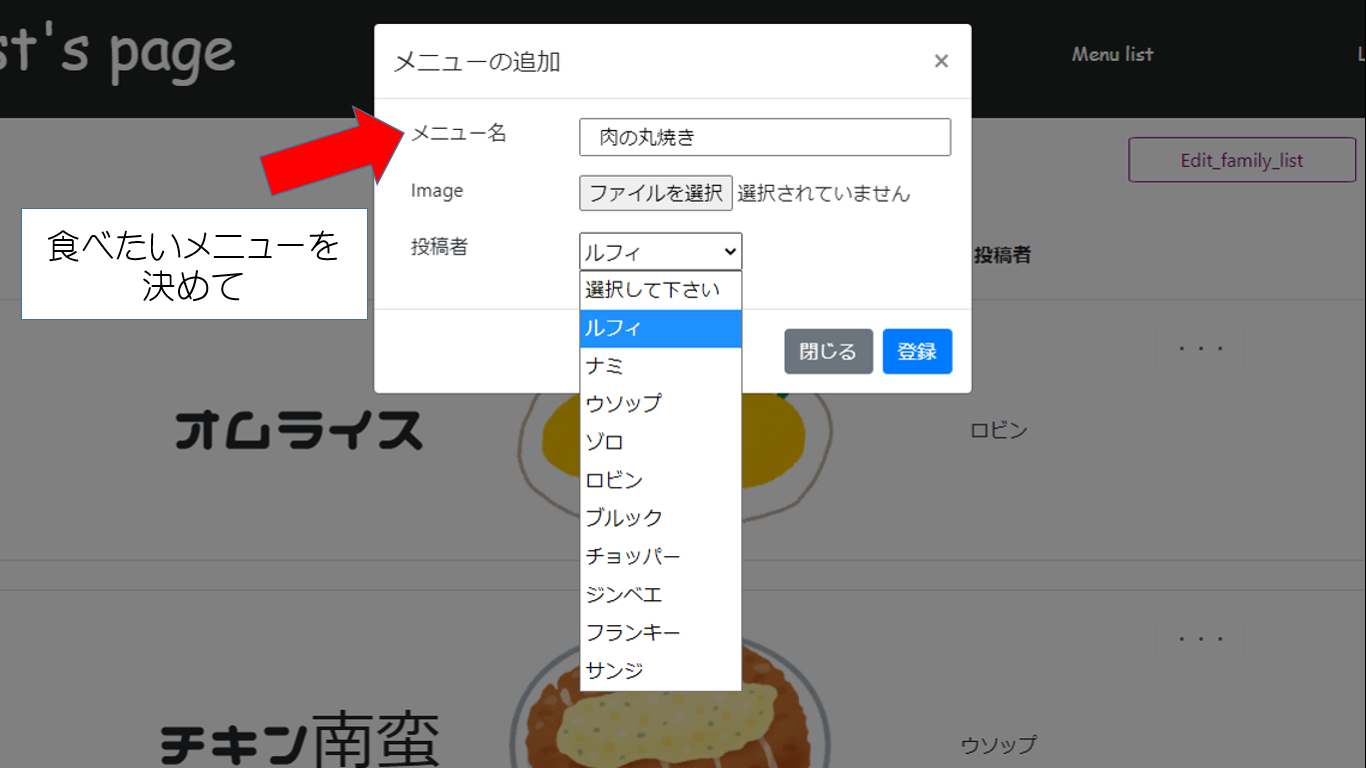 st's page
Menu list
メニューの追加
×
メニュー名
肉の丸焼き
Image
ファイルを選択 選択されていません
投稿者
ルフィ
選択して下さい
ルフィ
ナミ
ウソップ
ゾロ
ロビン
ブルック
チョッパー
ジンベエ
フランキー
サンジ
閉じる
登録
食べたいメニューを
決めて
Edit_family_list
投稿者
オムライス
ロビン
・・・
チキン南蛮
ウソップ
・・・